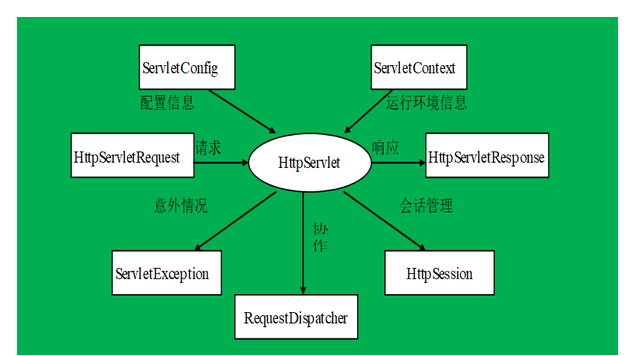 ServletConfig
ServletContext
配置信息
运行环境信息
HttpServletRequest
请求
HttpServlet
响应
HttpServletResponse
意外情况
协
作
会话管理
ServletException
HttpSession
RequestDispatcher